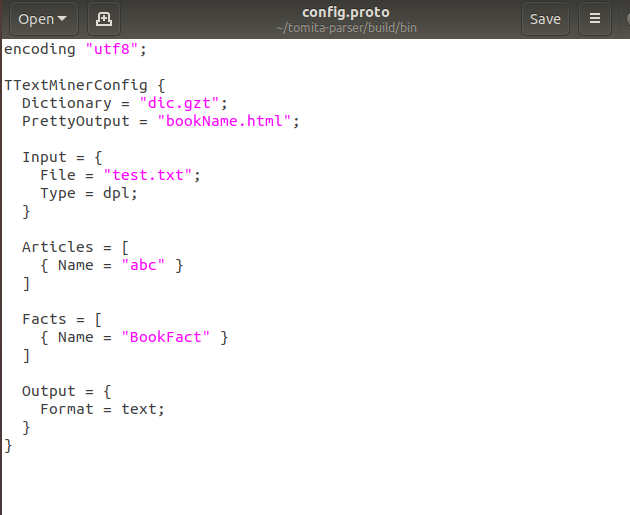 Open
config.proto
~/tomita-parser/build/bin
Save
encoding "utf8";
TTextMinerConfig {
Dictionary = "dic.gzt";
PrettyOutput = "bookName.html";
Input = {
File = "test.txt";
Type = dpl;
}
Articles = [
{ Name = "abc" }
]
Facts = [
{ Name = "BookFact" }
]
Output = {
Format = text;
}
}